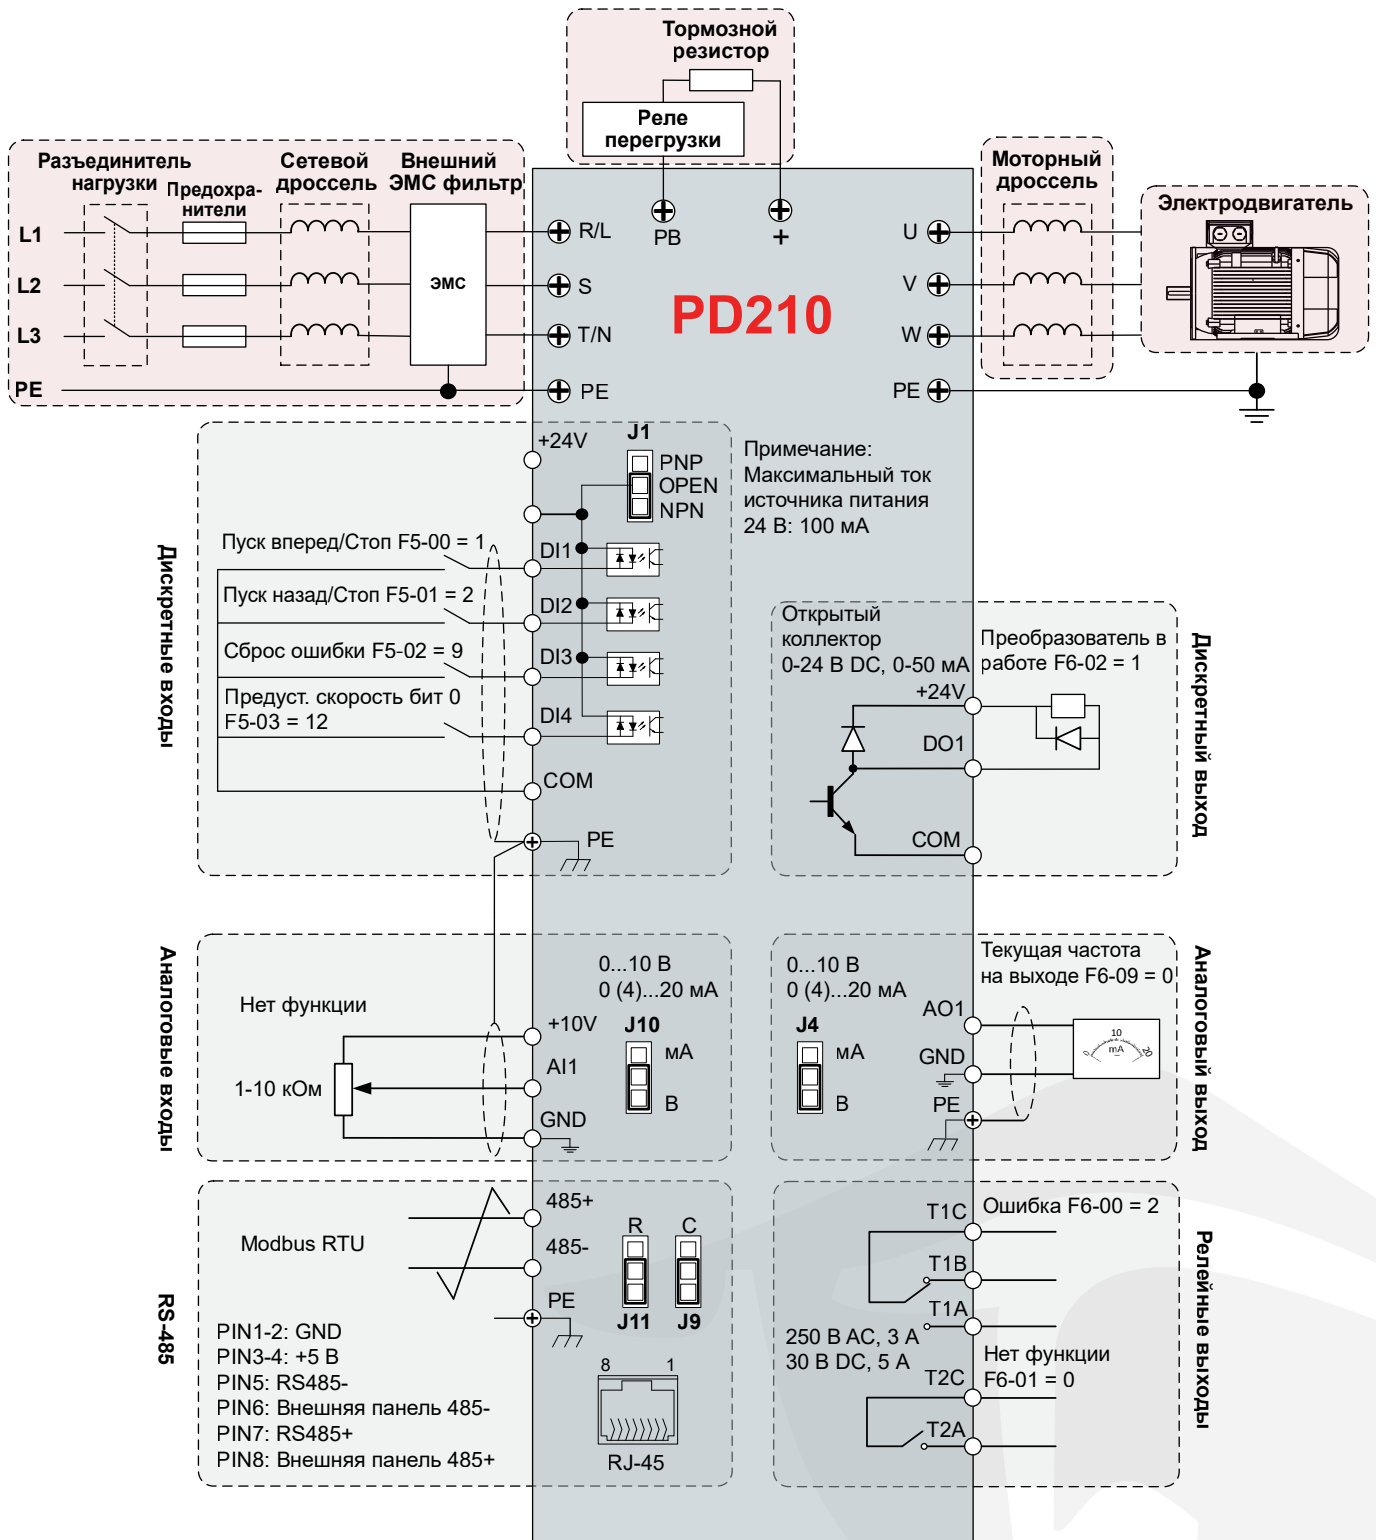 Тормозной
резистор
Реле
перегрузки
Разъединитель
нагрузки
Предохра-
нители
Сетевой
дроссель
Внешний
ЭМС фильтр
Моторный
дроссель
Электродвигатель
L1
L2
L3
PE
ЭМС
R/L
S
T/N
PE
PB
+
PD210
U
V
W
PE
Дискретные входы
+24V
J1
PNP
OPEN
NPN
Примечание:
Максимальный ток
источника питания
24 В: 100 мА
Пуск вперед/Стоп F5-00 = 1
DI1
Пуск назад/Стоп F5-01 = 2
DI2
Сброс ошибки F5-02 = 9
DI3
Предуст. скорость бит 0
F5-03 = 12
DI4
COM
PE
Открытый
коллектор
0-24 В DC, 0-50 мА
Преобразователь в
работе F6-02 = 1
+24V
DO1
COM
Дискретный выход
Аналоговые входы
Нет функции
1-10 кОм
+10V
AI1
GND
0...10 В
0 (4)...20 мА
J10
мА
В
0...10 В
0 (4)...20 мА
J4
мА
В
Текущая частота
на выходе F6-09 = 0
AO1
GND
PE
0
10
20
mA
Аналоговый выход
RS-485
Modbus RTU
485+
485-
PE
R
J11
C
J9
PIN1-2: GND
PIN3-4: +5 В
PIN5: RS485-
PIN6: Внешняя панель 485-
PIN7: RS485+
PIN8: Внешняя панель 485+
8 1
RJ-45
T1C
Ошибка F6-00 = 2
T1B
T1A
250 В AC, 3 А
30 В DC, 5 А
Нет функции
F6-01 = 0
T2C
T2A
Релейные выходы